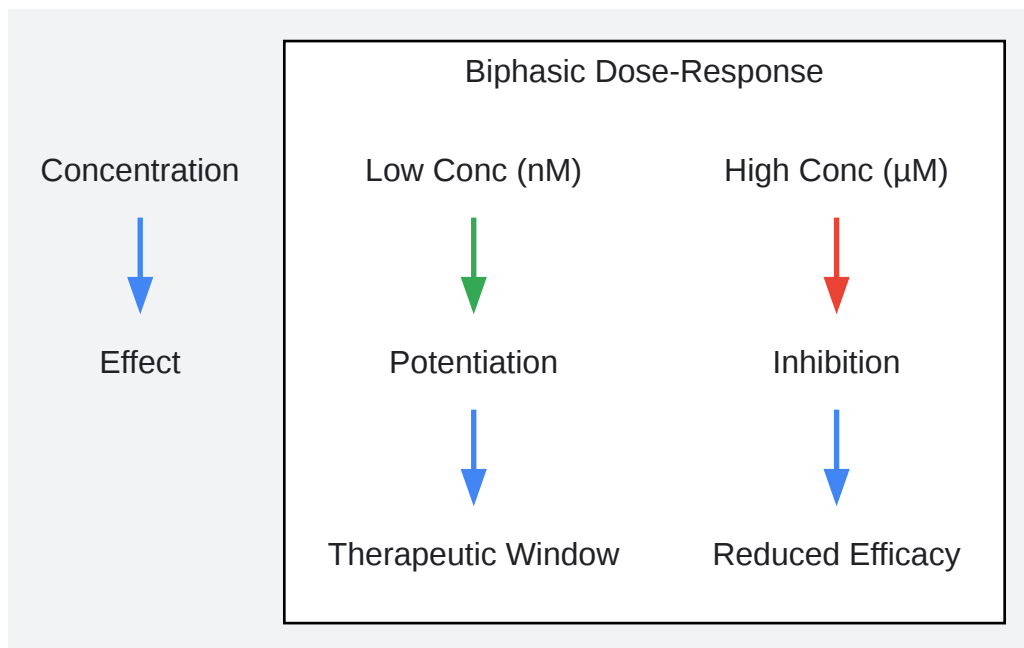 Biphasic Dose-Response
Concentration
Low Conc (nM)
High Conc (µM)
Effect
Potentiation
Inhibition
Therapeutic Window
Reduced Efficacy